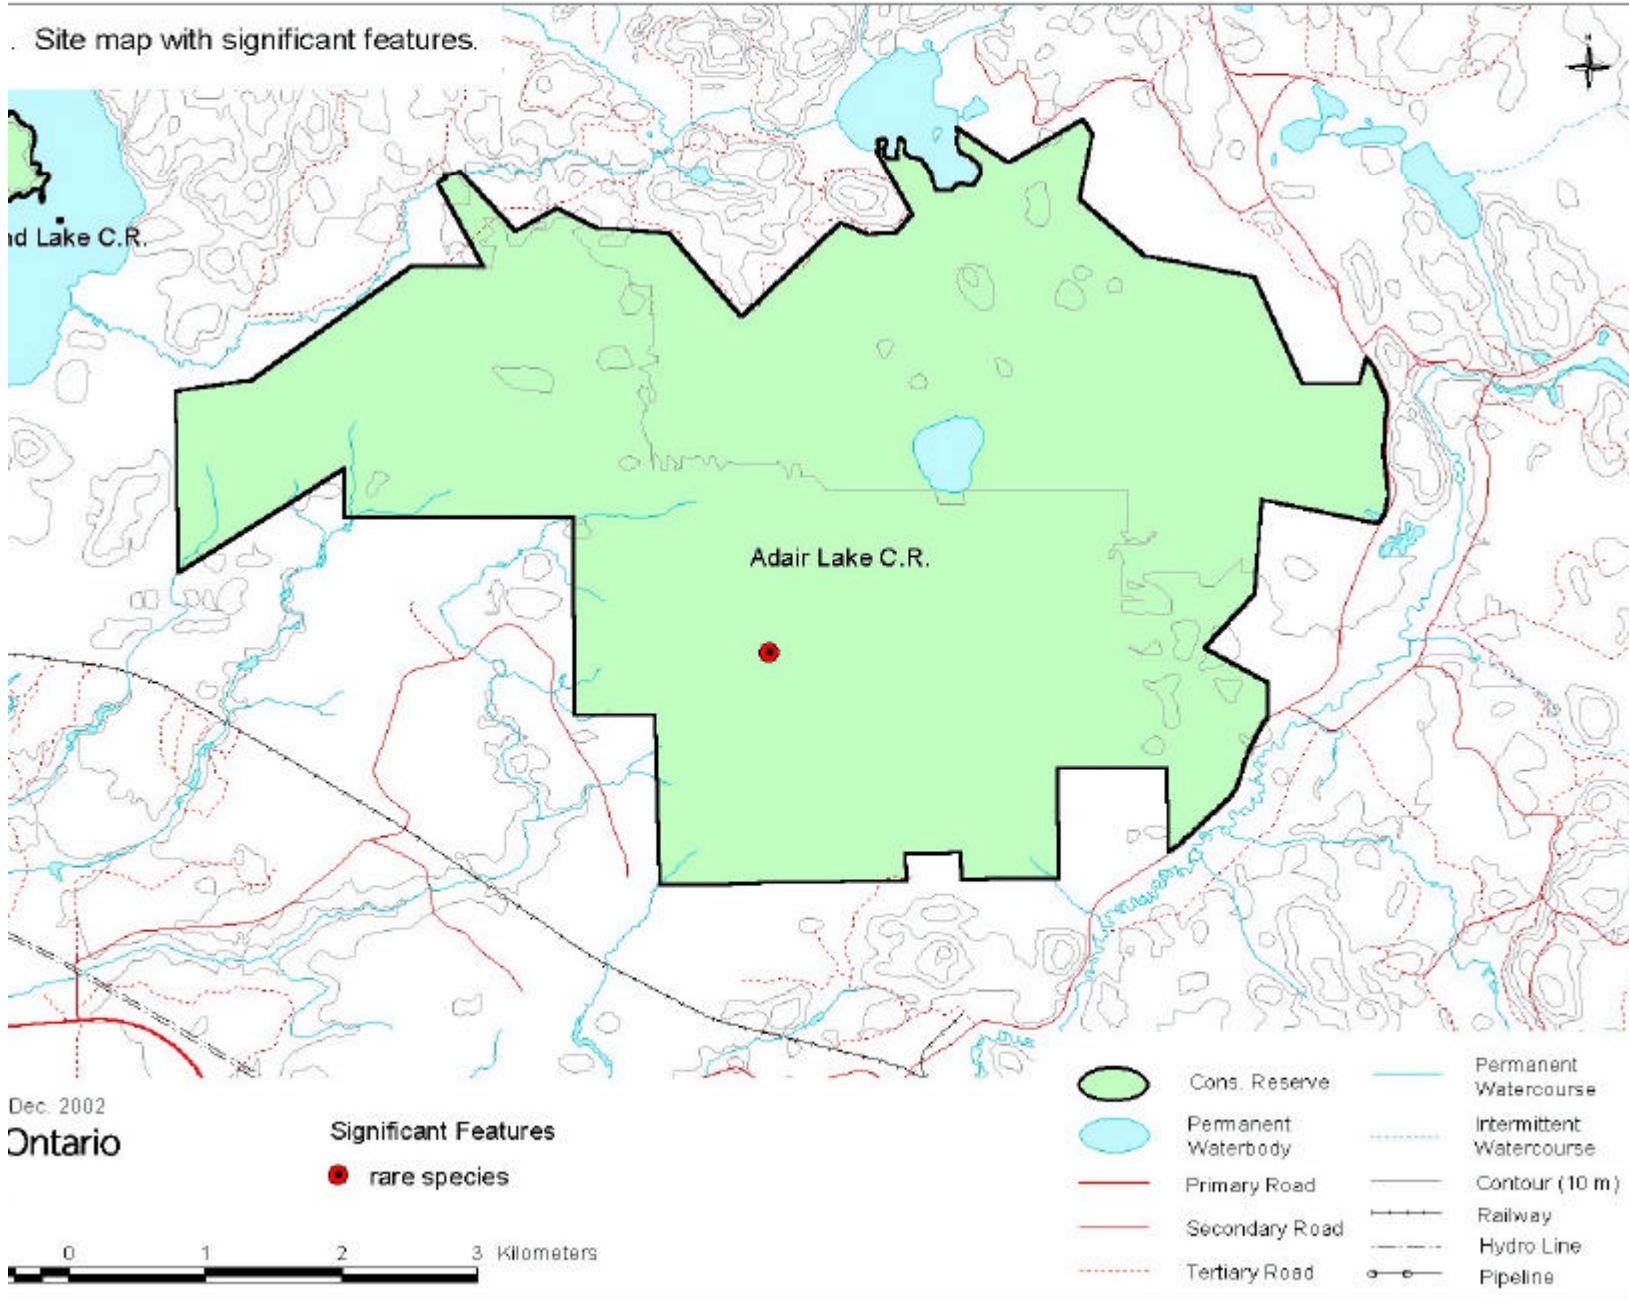 . Site map with significant features.
N
nd Lake C.R.
Adair Lake C.R.
Dec. 2002
Ontario
Significant Features
rare species
0 1 2 3 Kilometers
Cons. Reserve
Permanent
Waterbody
Primary Road
Secondary Road
Tertiary Road
Permanent
Watercourse
Intermittent
Watercourse
Contour (10 m)
Railway
Hydro Line
Pipeline